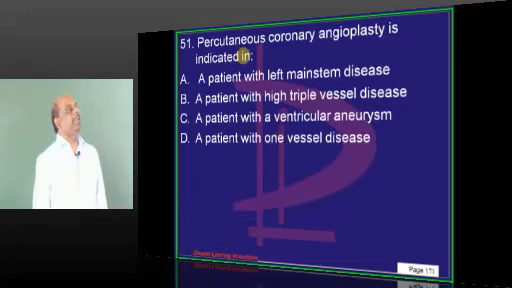 51. Percutaneous coronary angioplasty is
indicated in:
A. A patient with left mainstem disease
B. A patient with high triple vessel disease
C. A patient with a ventricular aneurysm
D. A patient with one vessel disease
Page 171